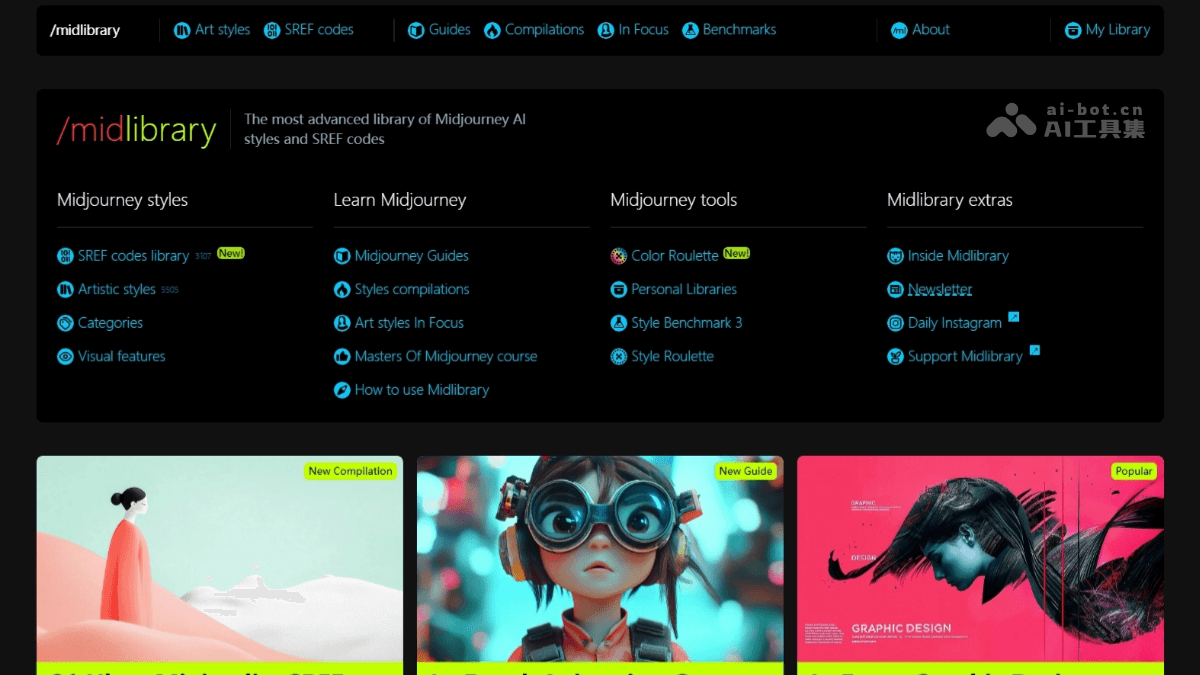 /midlibrary
Art styles
SREF codes
Guides
Compilations
In Focus
Benchmarks
About
My Library
/midlibrary
The most advanced library of Midjourney AI
styles and SREF codes
ai-bot.cn
AI工具集
Midjourney styles
SREF codes library 5107 New!
Artistic styles 5505
Categories
Visual features
Learn Midjourney
Midjourney Guides
Styles compilations
Art styles In Focus
Masters Of Midjourney course
How to use Midlibrary
Midjourney tools
Color Roulette New!
Personal Libraries
Style Benchmark 3
Style Roulette
Midlibrary extras
Inside Midlibrary
Newsletter
Daily Instagram
Support Midlibrary
New Compilation
New Guide
Popular
GRAPHIC
DESIGN
GRAPHIC DESIGN